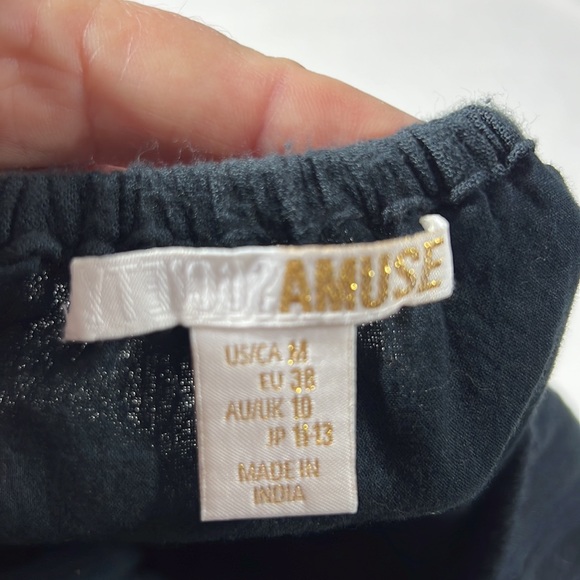 AMUSE
US/CA M
EU 38
AU/UK 10
JP 11-13
MADE IN
INDIA